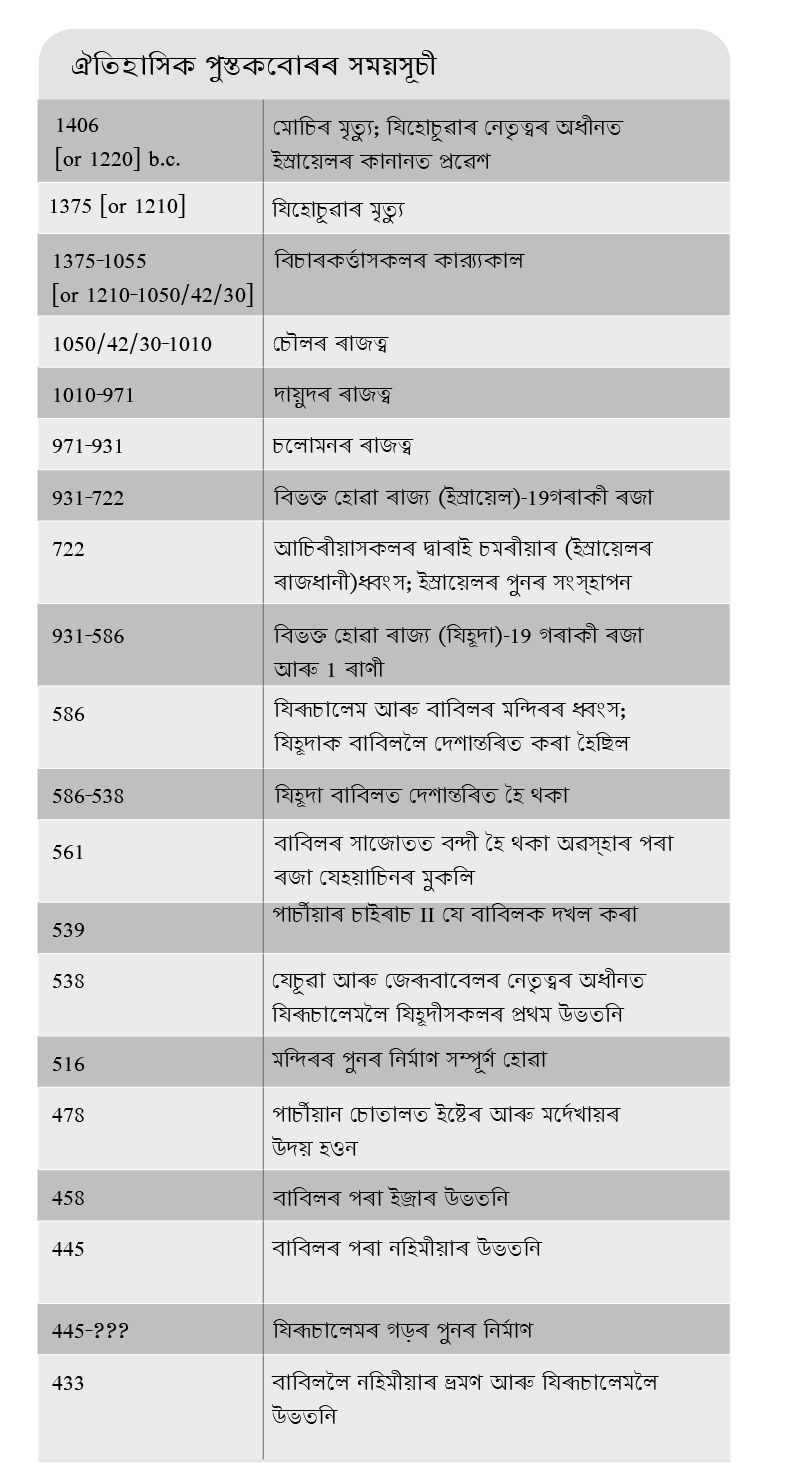 ঐতিহাসিক পুস্তকবোৰৰ সময়সূচী
1406 মোচিৰ মৃত্যু; যিহোচূৱাৰ নেতৃত্বৰ অধীনত
[or 1220] b.c. ইস্ৰায়েলৰ কানানত প্ৰৱেশ
1375 [or 1210] যিহোচূৱাৰ মৃত্যু
1375-1055 বিচাৰকৰ্ত্তাসকলৰ কাৰ্য্যকাল
[or 1210-1050/42/30]
1050/42/30-1010 চৌলৰ ৰাজত্ব
1010-971 দায়ুদৰ ৰাজত্ব
971-931 চলোমনৰ ৰাজত্ব
931-722 বিভক্ত হোৱা ৰাজ্য (ইস্ৰায়েল)-19গৰাকী ৰজা
722 আচিৰীয়াসকলৰ দ্বাৰাই চমৰীয়াৰ (ইস্ৰায়েলৰ
ৰাজধানী)ধ্বংস; ইস্ৰায়েলৰ পুনৰ সংস্হাপন
931-586 বিভক্ত হোৱা ৰাজ্য (যিহূদা)-19 গৰাকী ৰজা
আৰু 1 ৰাণী
586 যিৰূচালেম আৰু বাবিলৰ মন্দিৰৰ ধ্বংস;
যিহূদাক বাবিললৈ দেশান্তৰিত কৰা হৈছিল
586-538 যিহূদা বাবিলত দেশান্তৰিত হৈ থকা
561 বাবিলৰ সাজোতত বন্দী হৈ থকা অৱস্হাৰ পৰা
ৰজা যেহয়াচিনৰ মুকলি
539 পাৰ্চীয়াৰ চাইৰাচ II যে বাবিলক দখল কৰা
538 যেচূৱা আৰু জেৰূবাবেলৰ নেতৃত্বৰ অধীনত
যিৰূচালেমলৈ যিহূদীসকলৰ প্ৰথম উভতনি
516 মন্দিৰৰ পুনৰ নিৰ্মাণ সম্পূৰ্ণ হোৱা
478 পাৰ্চীয়ান চোতালত ইষ্টেৰ আৰু মৰ্দেখায়ৰ
উদয় হওন
458 বাবিলৰ পৰা ইজ্ৰাৰ উভতনি
445 বাবিলৰ পৰা নহিমীয়াৰ উভতনি
445-??? যিৰূচালেমৰ গড়ৰ পুনৰ নিৰ্মাণ
433 বাবিললৈ নহিমীয়াৰ ভ্ৰমণ আৰু যিৰূচালেমলৈ
উভতনি